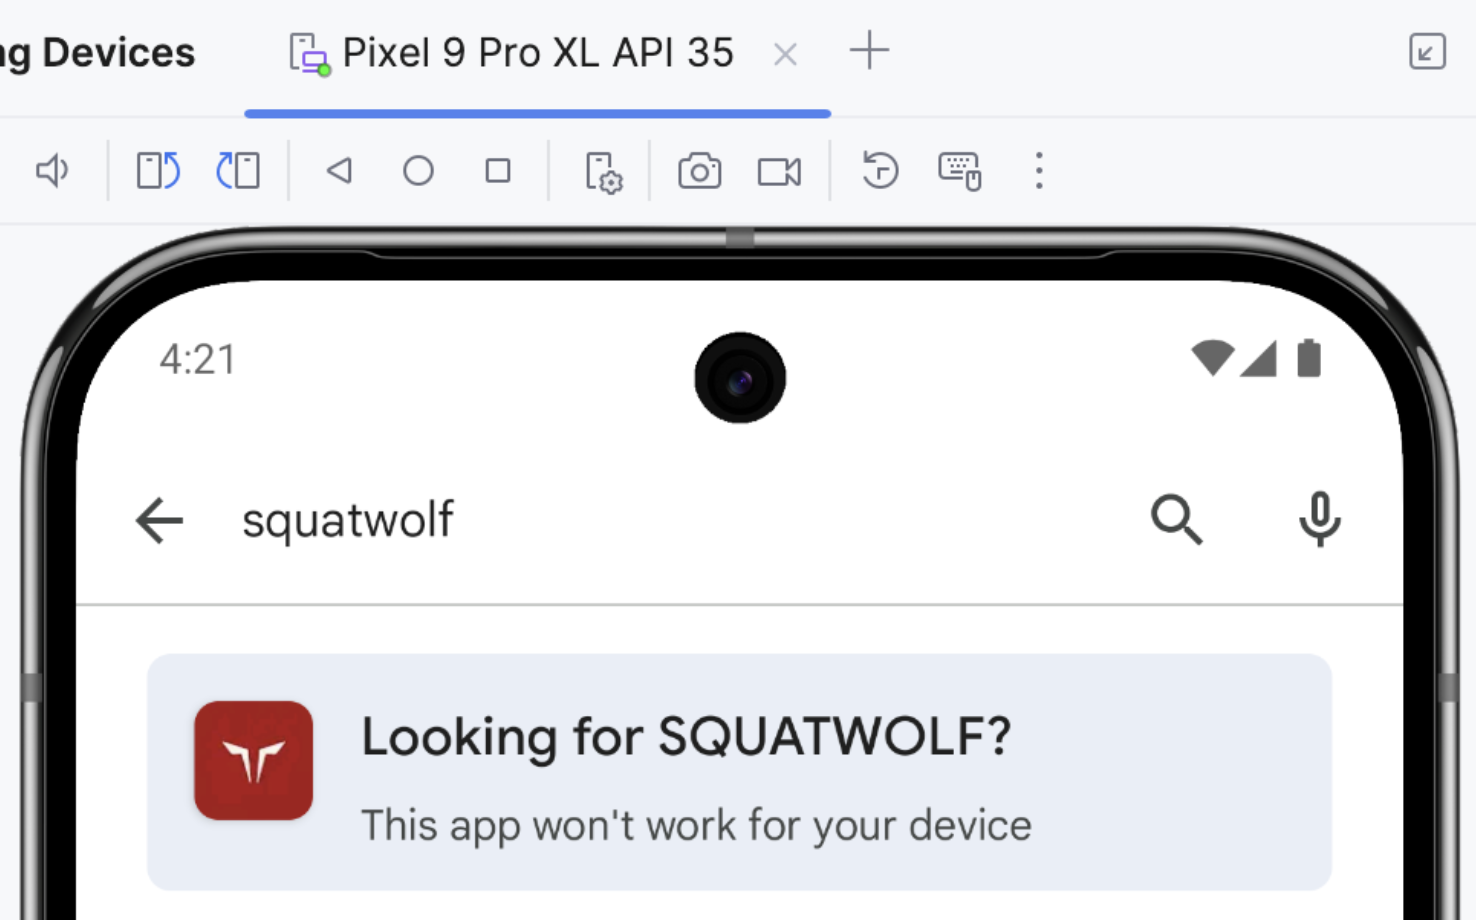 ng Devices
Pixel 9 Pro XL API 35
4:21
squatwolf
Looking for SQUATWOLF?
This app won't work for your device